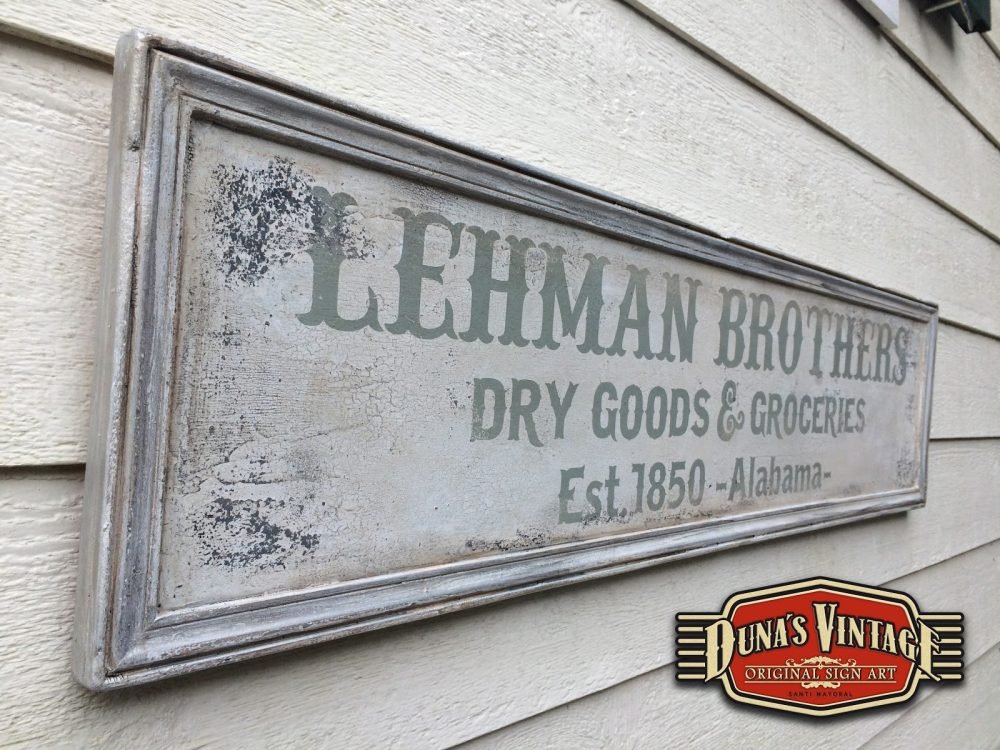 LEHMAN BROTHERS
DRY GOODS & GROCERIES
Est. 1850 -Alabama-
DUNA´S VINTAGE
ORIGINAL SIGN ART
SANTI MAYORAL